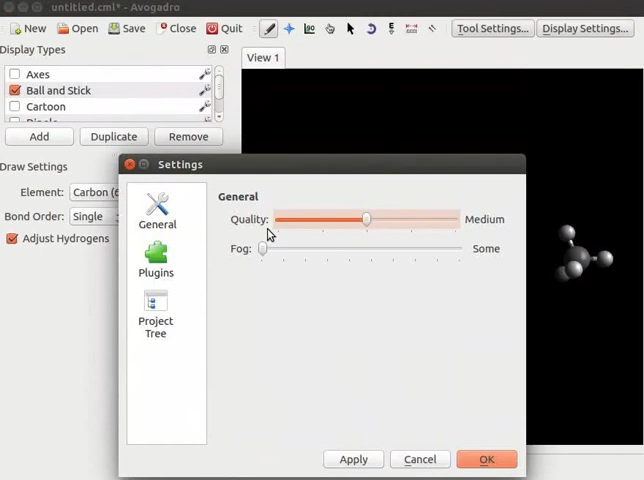 untitled.cml* - Avogadro
New Open Save Close Quit Tool Settings... Display Settings...
Display Types
View 1
Axes
Ball and Stick
Cartoon
Add Duplicate Remove
Draw Settings
Element: Carbon (6
Bond Order: Single
Adjust Hydrogens
Settings
General
Plugins
Project
Tree
General
Quality: Medium
Fog: Some
Apply Cancel OK